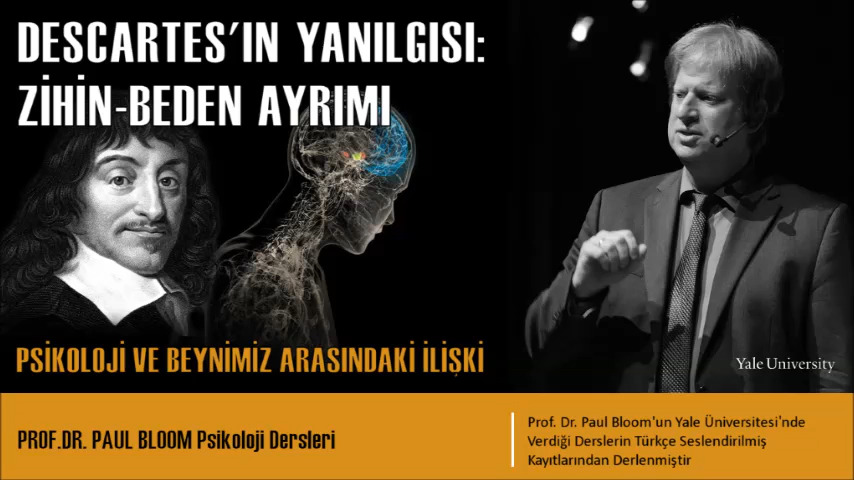 DESCARTES'IN YANILGISI:
ZİHİN-BEDEN AYRIMI
PSİKOLOJİ VE BEYNİMİZ ARASINDAKİ İLİŞKİ
Yale University
PROF.DR. PAUL BLOOM Psikoloji Dersleri
Prof. Dr. Paul Bloom'un Yale Üniversitesi'nde
Verdiği Derslerin Türkçe Seslendirilmiş
Kayıtlarından Derlenmiştir